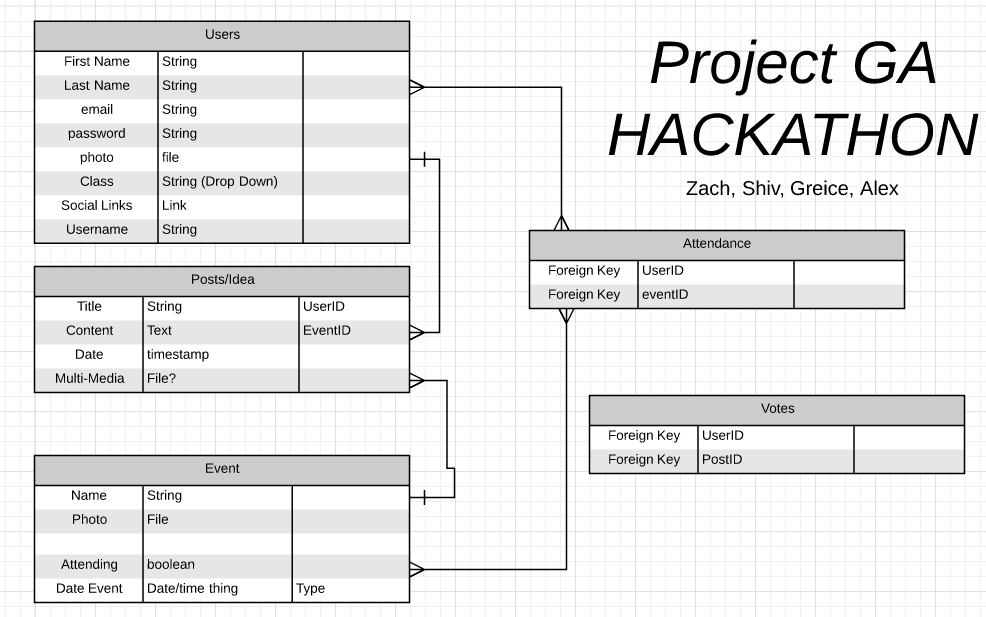 Project GA
HACKATHON
Zach, Shiv, Greice, Alex
Users
First Name String
Last Name String
email String
password String
photo file
Class String (Drop Down)
Social Links Link
Username String
Posts/Idea
Title String UserID
Content Text EventID
Date timestamp
Multi-Media File?
Event
Name String
Photo File
Attending boolean
Date Event Date/time thing Type
Attendance
Foreign Key UserID
Foreign Key eventID
Votes
Foreign Key UserID
Foreign Key PostID